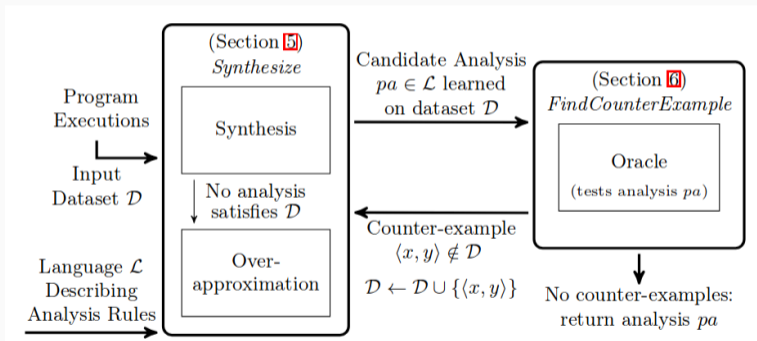 Program
Executions
Input
Dataset 𝒟
Language ℒ
Describing
Analysis Rules
(Section 5)
Synthesize
Synthesis
No analysis
satisfies 𝒟
Over-
approximation
Candidate Analysis
pa ∈ ℒ learned
on dataset 𝒟
Counter-example
⟨x, y⟩ ∉ 𝒟
𝒟 ← 𝒟 ∪ {⟨x, y⟩}
(Section 6)
FindCounterExample
Oracle
(tests analysis pa)
No counter-examples:
return analysis pa